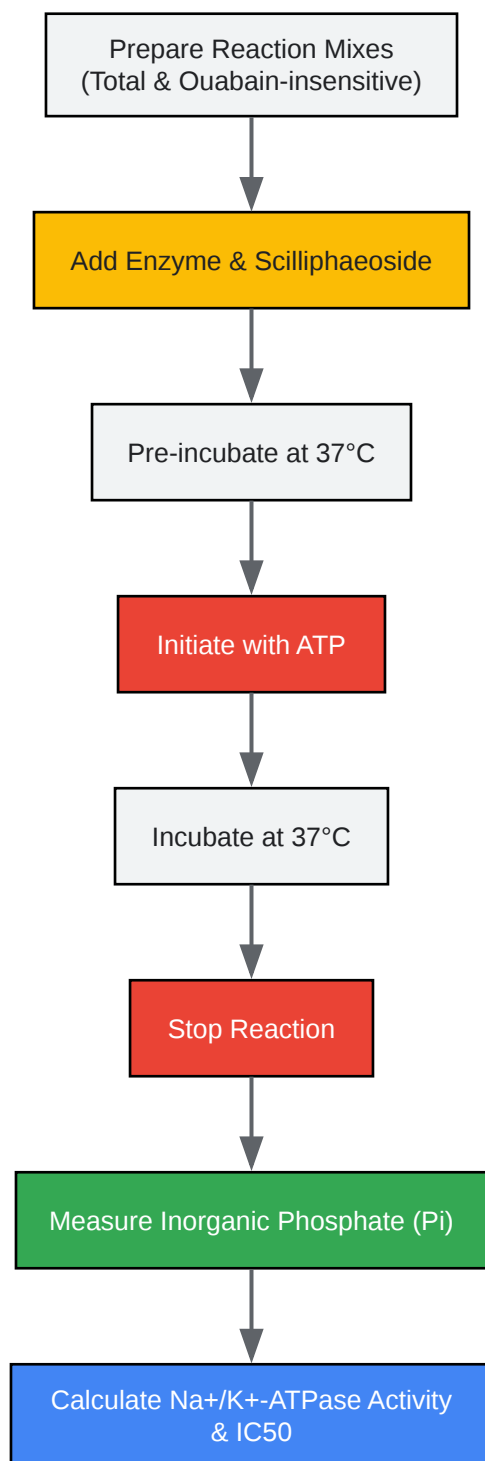 Prepare Reaction Mixes
(Total & Ouabain-insensitive)
Add Enzyme & Scilliphaeoside
Pre-incubate at 37°C
Initiate with ATP
Incubate at 37°C
Stop Reaction
Measure Inorganic Phosphate (Pi)
Calculate Na+/K+-ATPase Activity
& IC50